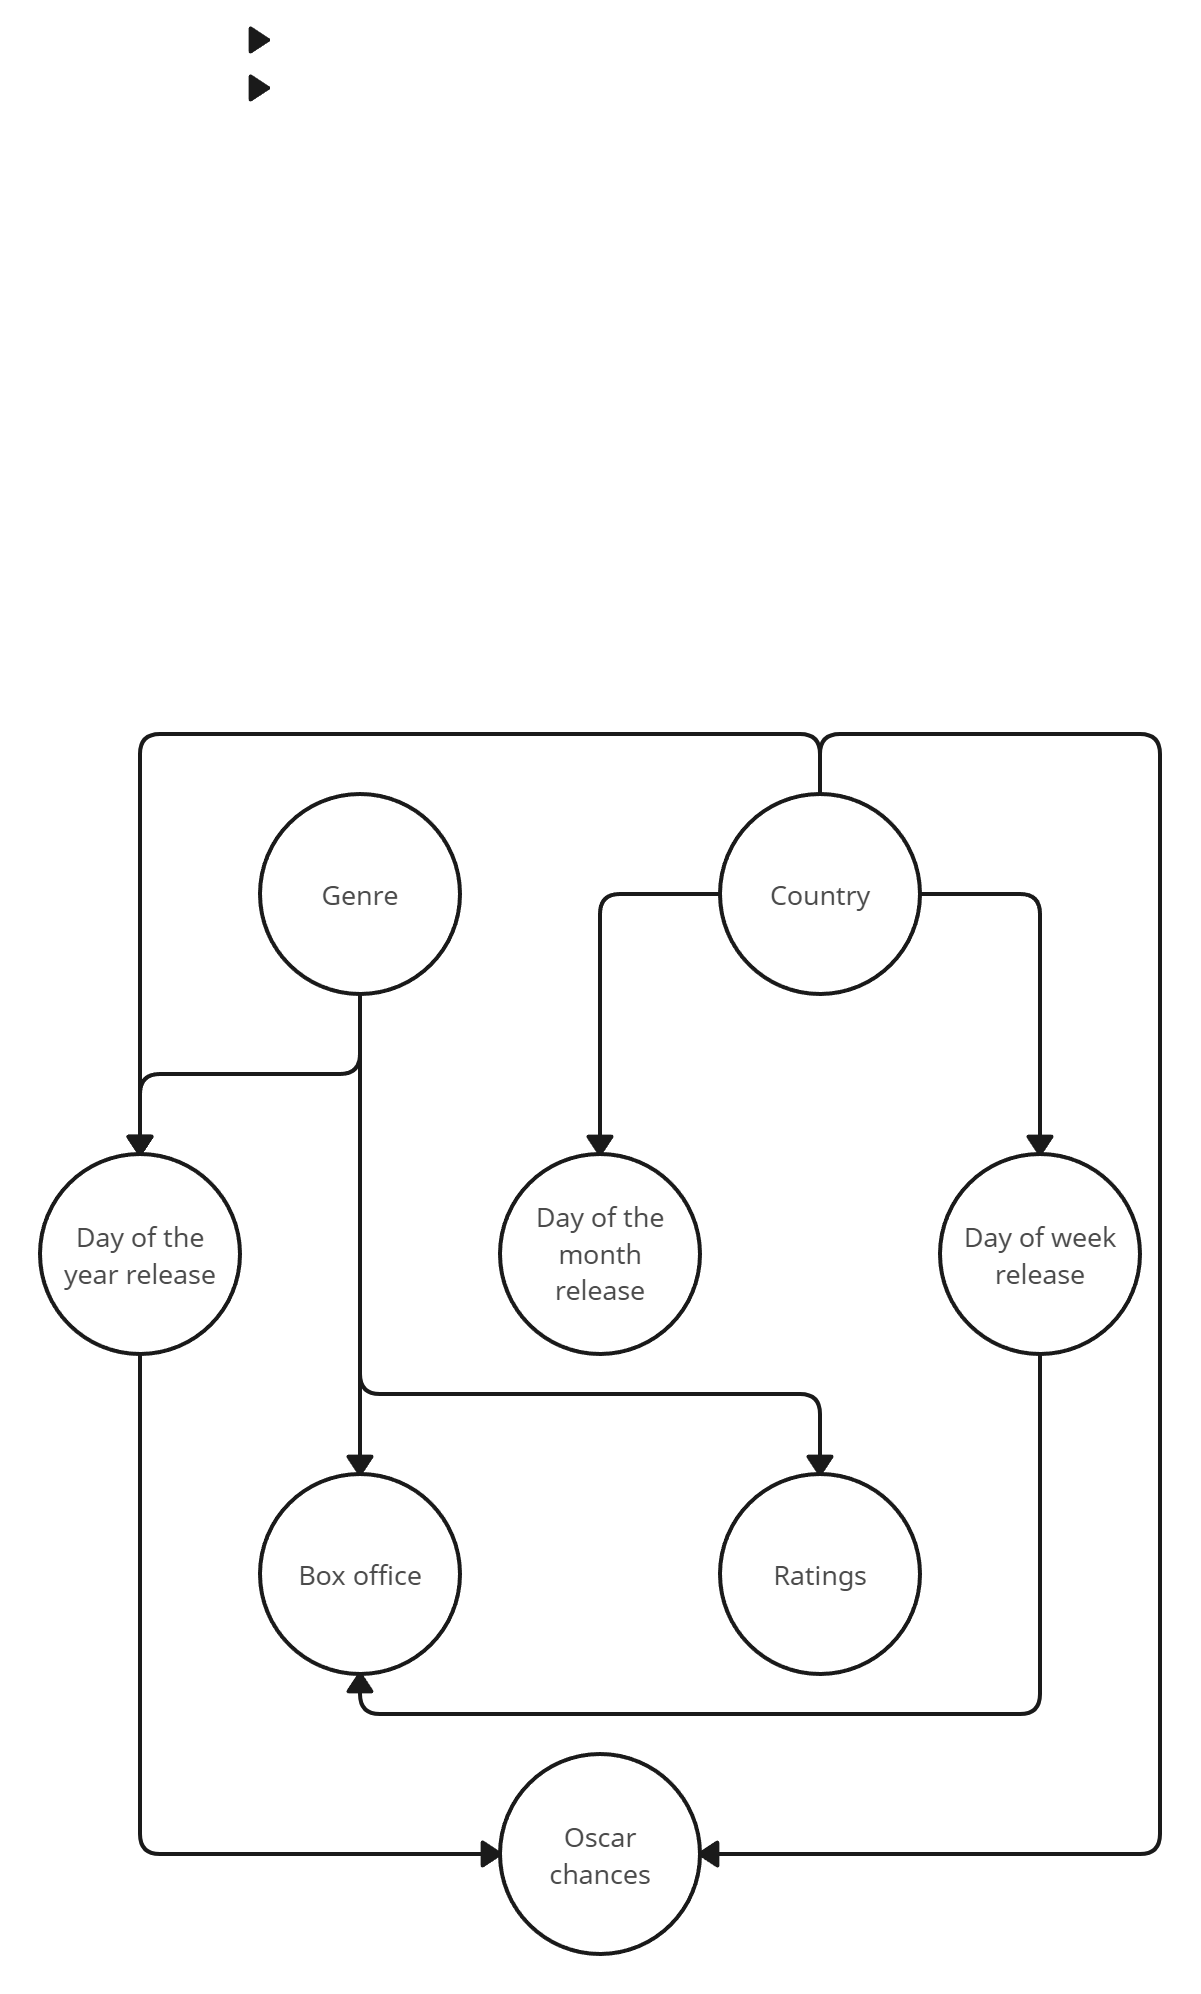 Genre
Country
Day of the
year release
Day of the
month
release
Day of week
release
Box office
Ratings
Oscar
chances